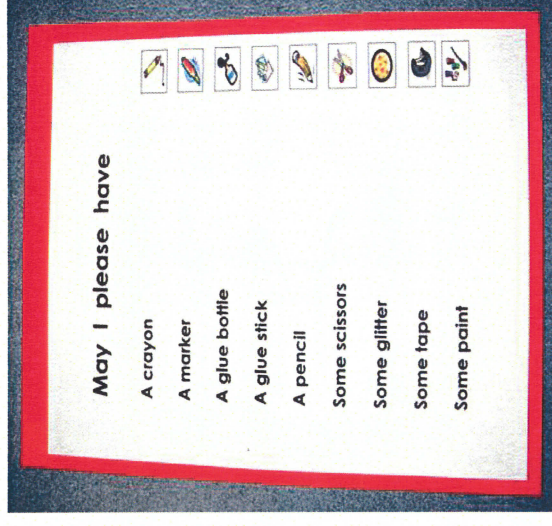 May I please have
A crayon
A marker
A glue bottle
A glue stick
A pencil
Some scissors
Some glitter
Some tape
Some paint